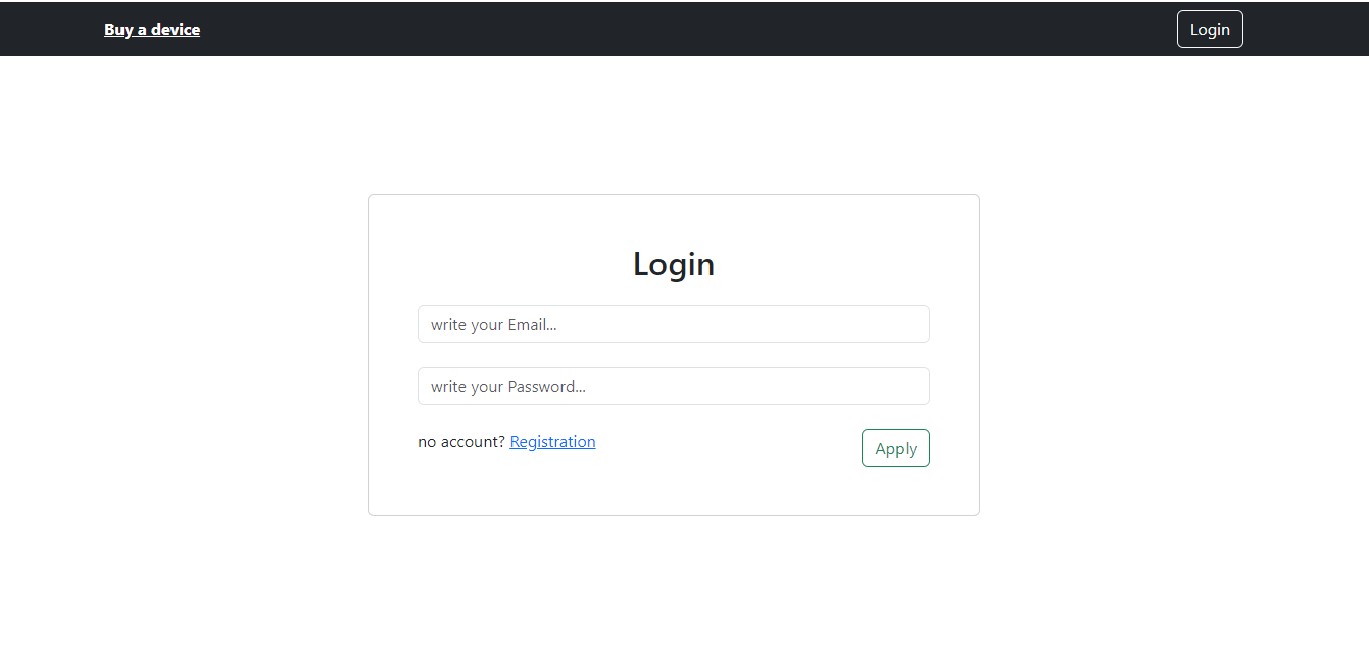 Buy a device
Login
Login
write your Email...
write your Password...
no account? Registration
Apply